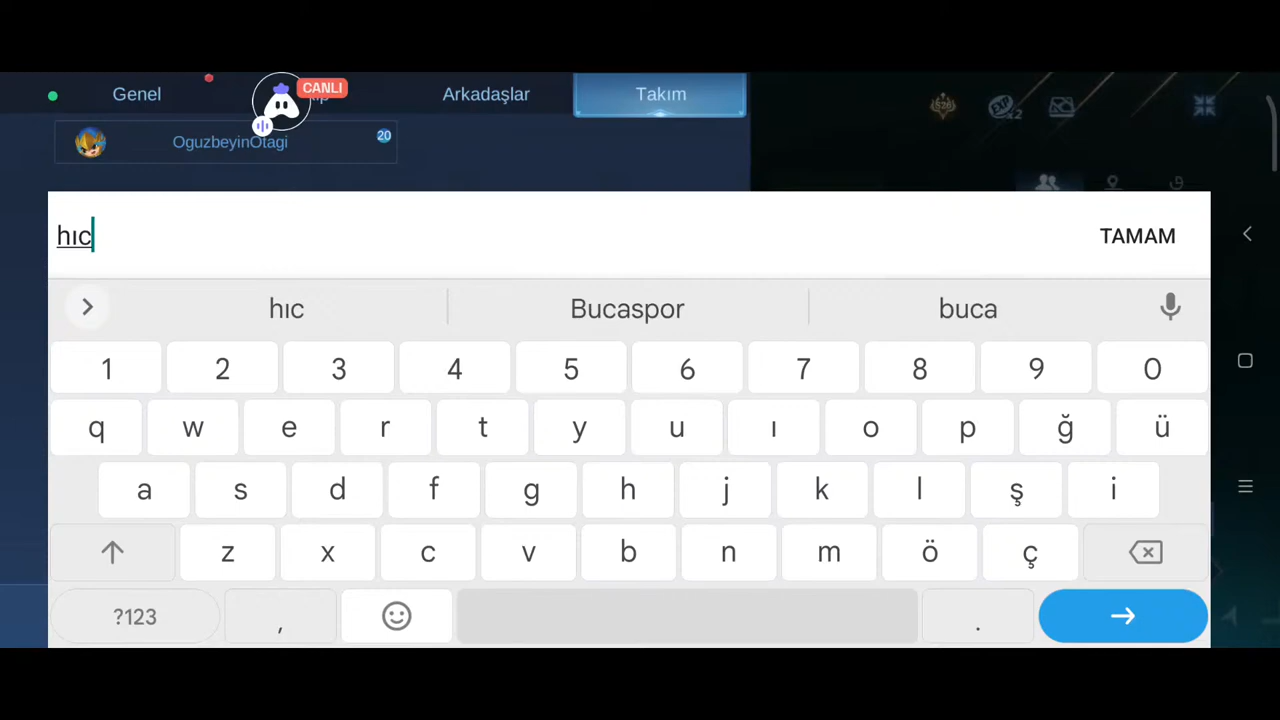 Genel
CANLI
Arkadaşlar
Takım
OguzbeyinOtagi
20
hıc
TAMAM
hıc Bucaspor buca
1 2 3 4 5 6 7 8 9 0
q w e r t y u ı o p ğ ü
a s d f g h j k l ş i
z x c v b n m ö ç
?123 , .